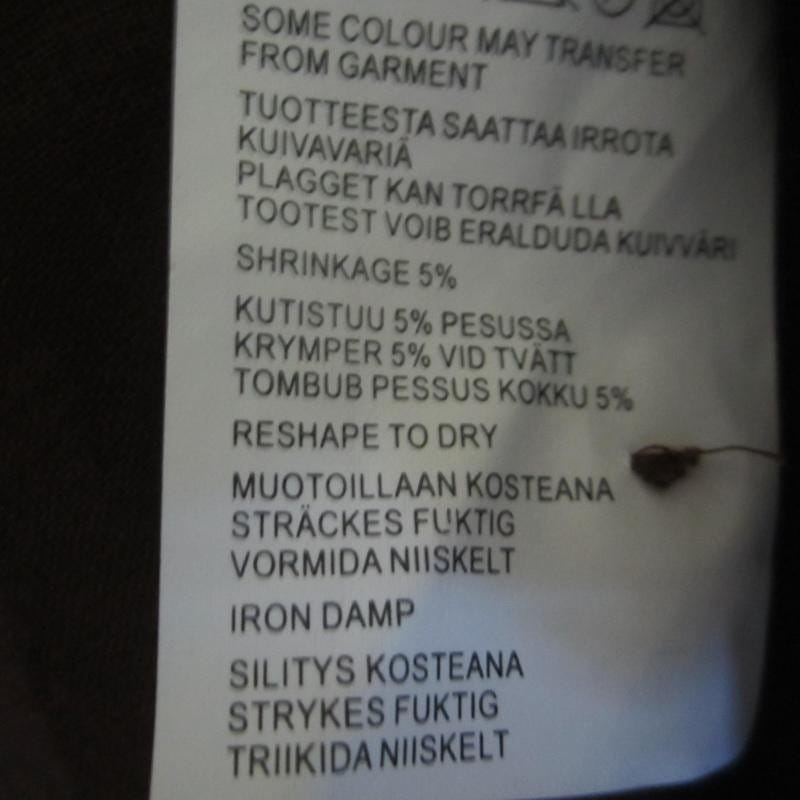 SOME COLOUR MAY TRANSFER
FROM GARMENT
TUOTTEESTA SAATTAA IRROTA
KUIVAVARIÄ
PLAGGET KAN TORRFÄ LLA
TOOTEST VOIB ERALDUDA KUIVVÄRI
SHRINKAGE 5%
KUTISTUU 5% PESUSSA
KRYMPER 5% VID TVÄTT
TOMBUB PESSUS KOKKU 5%
RESHAPE TO DRY
MUOTOILLAAN KOSTEANA
STRÄCKES FUKTIG
VORMIDA NIISKELT
IRON DAMP
SILITYS KOSTEANA
STRYKES FUKTIG
TRIIKIDA NIISKELT